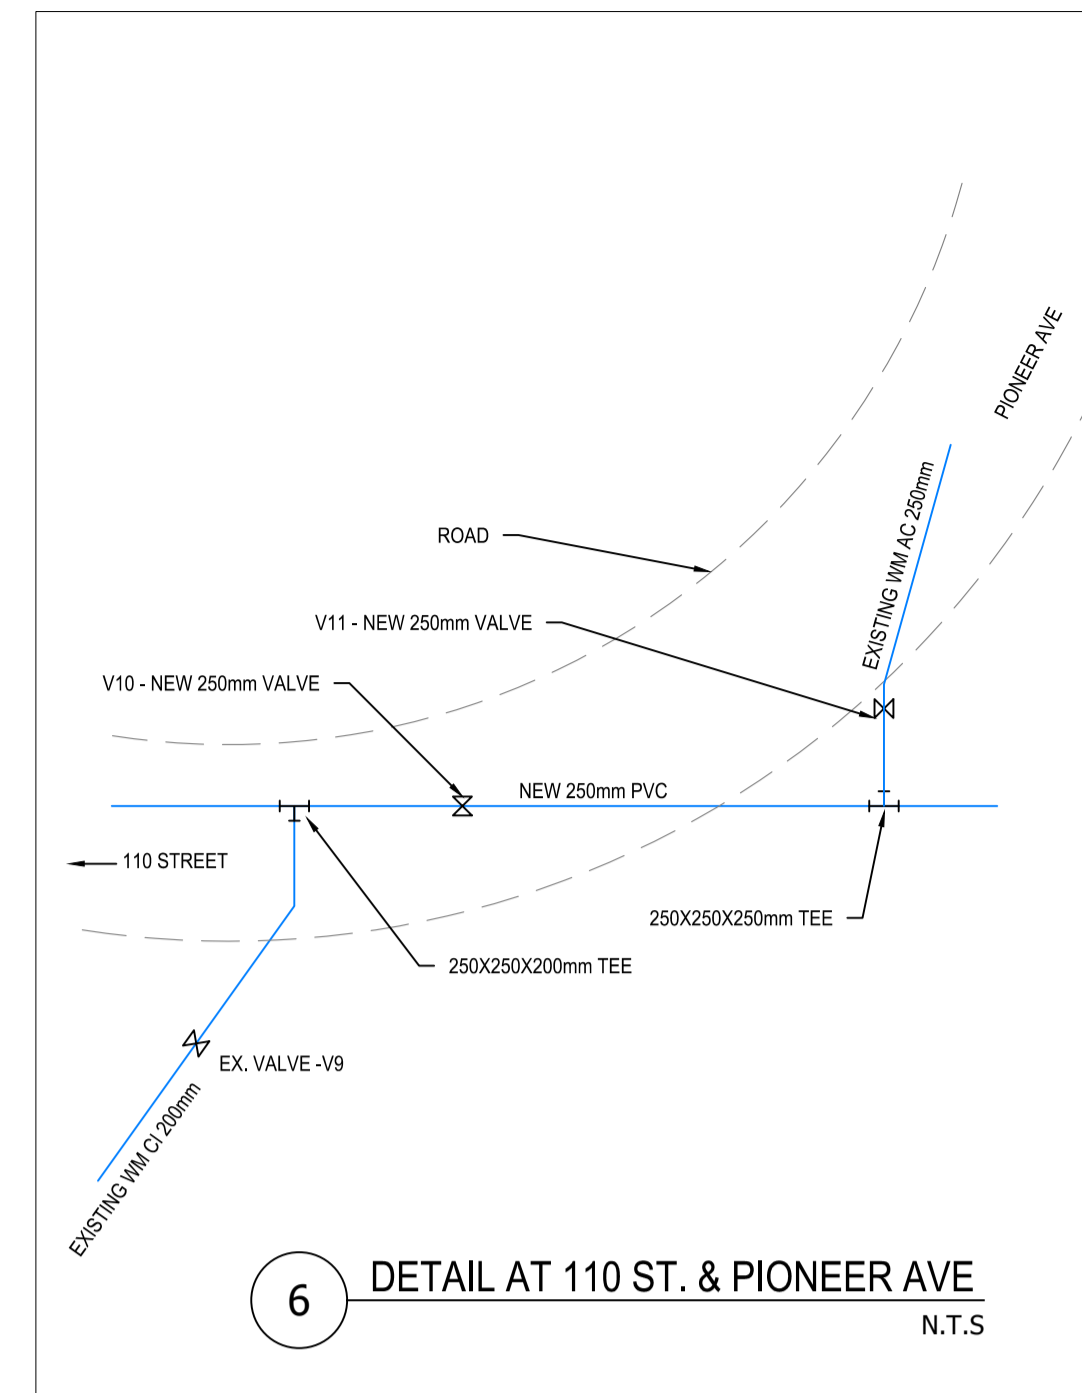 PIONEER AVE
EXISTING WM AC 250mm
ROAD
V11 - NEW 250mm VALVE
V10 - NEW 250mm VALVE
NEW 250mm PVC
110 STREET
250X250X250mm TEE
250X250X200mm TEE
EX. VALVE -V9
EXISTING WM CI 200mm
6
DETAIL AT 110 ST. & PIONEER AVE
N.T.S